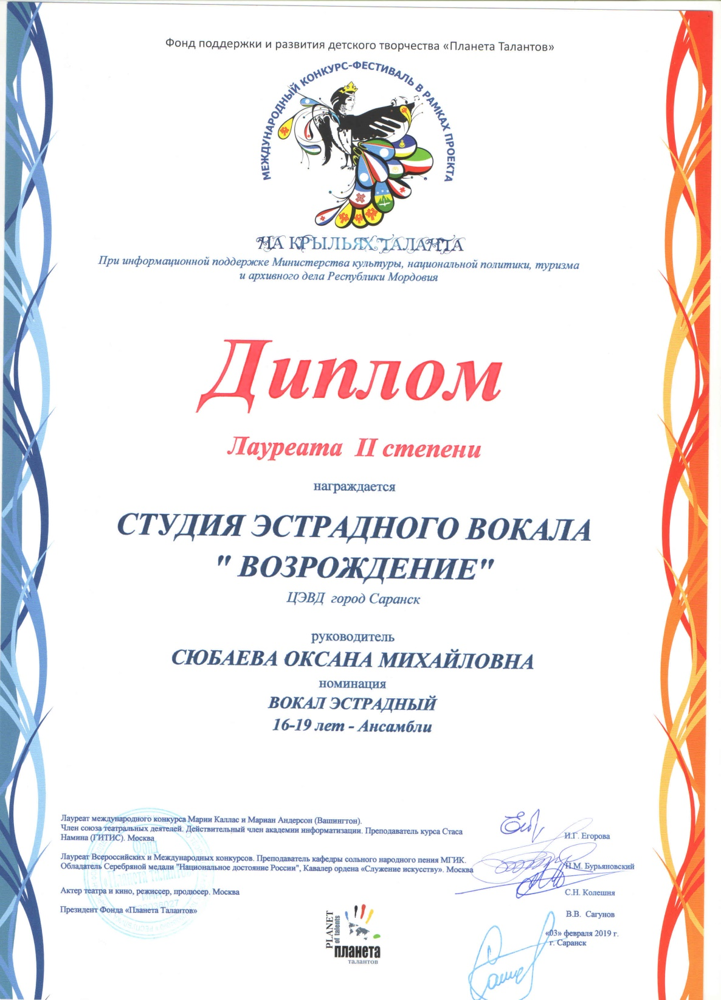 Фонд поддержки и развития детского творчества «Планета Талантов»
МЕЖДУНАРОДНЫЙ КОНКУРС-ФЕСТИВАЛЬ В РАМКАХ ПРОЕКТА
НА КРЫЛЬЯХ ТАЛАНТА
При информационной поддержке Министерства культуры, национальной политики, туризма
и архивного дела Республики Мордовия
Диплом
Лауреата II степени
награждается
СТУДИЯ ЭСТРАДНОГО ВОКАЛА
" ВОЗРОЖДЕНИЕ"
ЦЭВД город Саранск
руководитель
СЮБАЕВА ОКСАНА МИХАЙЛОВНА
номинация
ВОКАЛ ЭСТРАДНЫЙ
16-19 лет - Ансамбли
Лауреат международного конкурса Марии Каллас и Мариан Андерсон (Вашингтон).
Член союза театральных деятелей. Действительный член академии информатизации. Преподаватель курса Стаса
Намина (ГИТИС). Москва
И.Г. Егорова
Лауреат Всероссийских и Международных конкурсов. Преподаватель кафедры сольного народного пения МГИК.
Обладатель Серебряной медали "Национальное достояние России", Кавалер ордена «Служение искусству». Москва
П.М. Бурьяновский
Актер театра и кино, режиссер, продюсер. Москва
С.Н. Колешня
Президент Фонда «Планета Талантов»
В.В. Сагунов
«03» февраля 2019 г.
г. Саранск
Фонд
«Планета талантов»
PLANET
of talents
планета
талантов